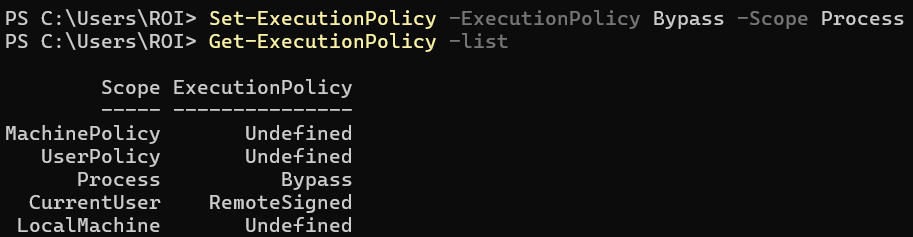 PS C:\Users\ROI> Set-ExecutionPolicy -ExecutionPolicy Bypass -Scope Process
PS C:\Users\ROI> Get-ExecutionPolicy -list
Scope ExecutionPolicy
----- ---------------
MachinePolicy Undefined
UserPolicy Undefined
Process Bypass
CurrentUser RemoteSigned
LocalMachine Undefined